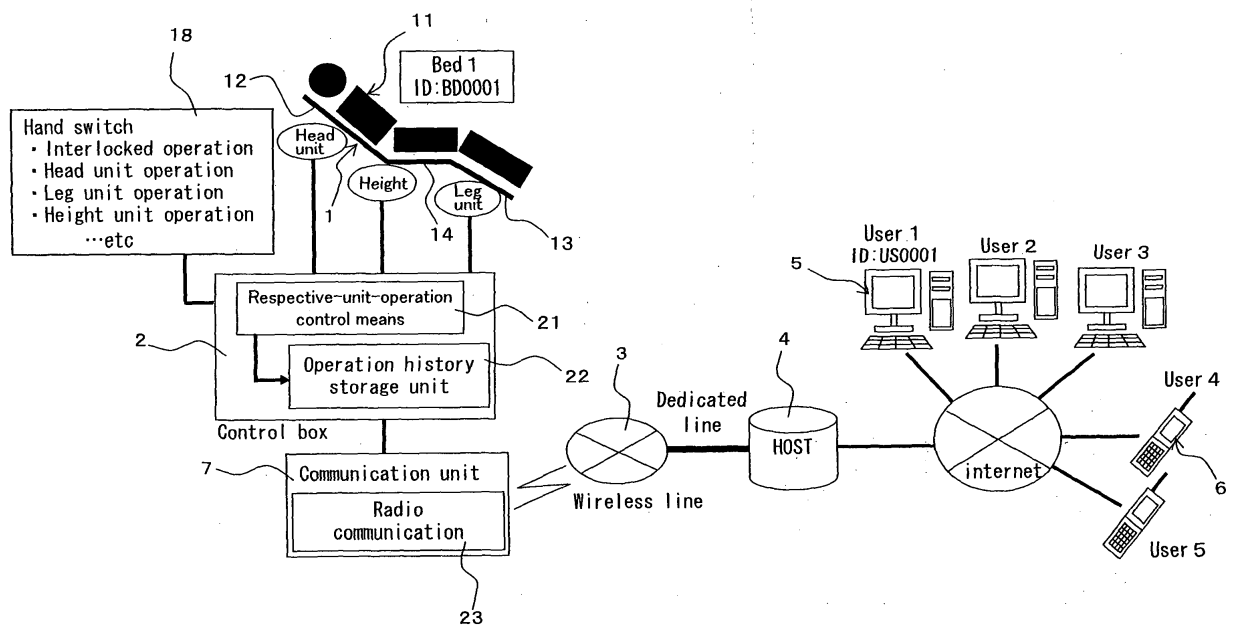 18
11
12
Bed 1
ID:BD0001
Hand switch
・Interlocked operation
・Head unit operation
・Leg unit operation
・Height unit operation
…etc
Head
unit
Height
Leg
unit
1
14
13
User 1
ID:US0001
User 2
User 3
5
Respective-unit-operation
control means
21
2
Operation history
storage unit
22
Control box
3
Dedicated
line
4
HOST
internet
User 4
6
User 5
7
Communication unit
Radio
communication
Wireless line
23